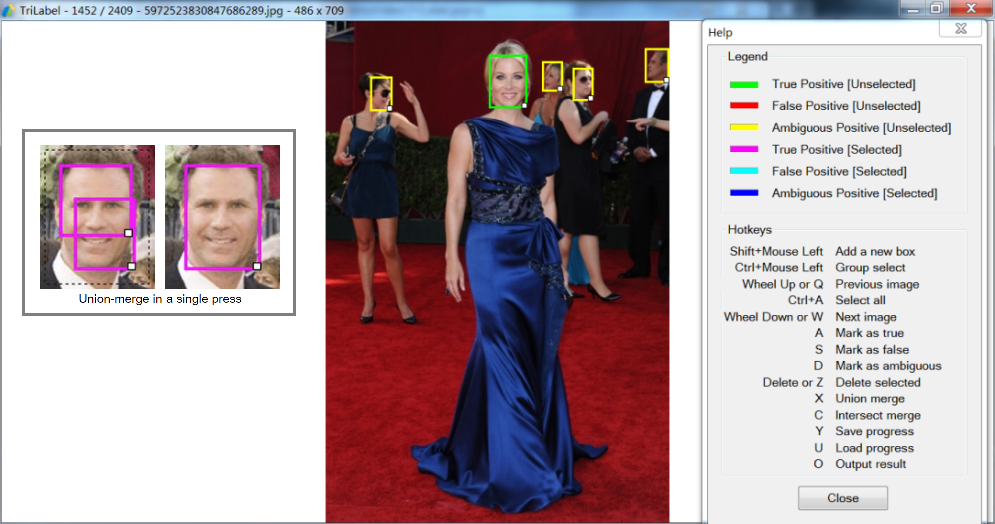 TriLabel - 1452 / 2409 - 5972523830847686289.jpg - 486 x 709
Union-merge in a single press
Help
Legend
True Positive [Unselected]
False Positive [Unselected]
Ambiguous Positive [Unselected]
True Positive [Selected]
False Positive [Selected]
Ambiguous Positive [Selected]
Hotkeys
Shift+Mouse Left Add a new box
Ctrl+Mouse Left Group select
Wheel Up or Q Previous image
Ctrl+A Select all
Wheel Down or W Next image
A Mark as true
S Mark as false
D Mark as ambiguous
Delete or Z Delete selected
X Union merge
C Intersect merge
Y Save progress
U Load progress
O Output result
Close